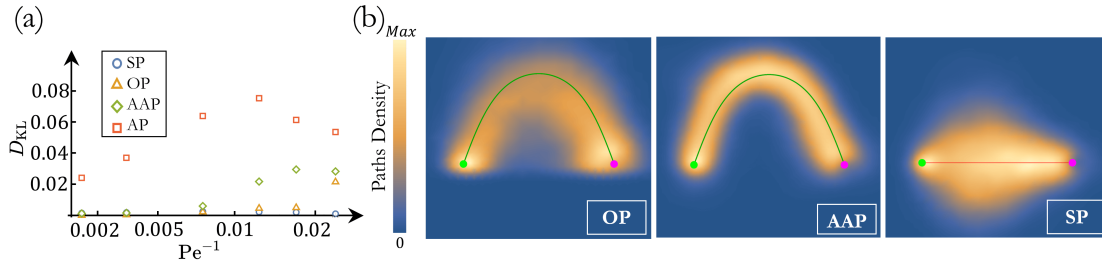 (a)
SP
OP
AAP
AP
0.08
0.06
0.04
0.02
D_KL
0.002 0.005 0.01 0.02
Pe⁻¹
(b)
Max
Paths Density
0
OP
AAP
SP